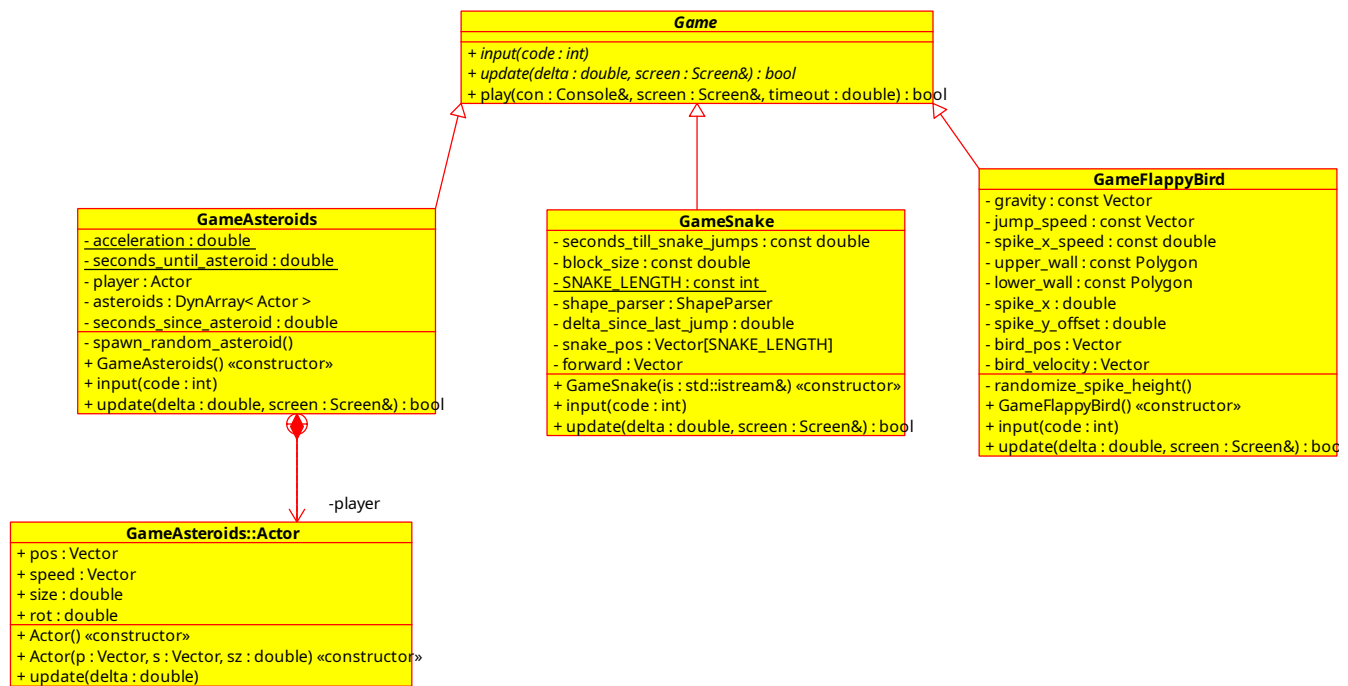 Game
+ input(code : int)
+ update(delta : double, screen : Screen&) : bool
+ play(con : Console&, screen : Screen&, timeout : double) : bool
GameAsteroids
- acceleration : double
- seconds_until_asteroid : double
- player : Actor
- asteroids : DynArray< Actor >
- seconds_since_asteroid : double
- spawn_random_asteroid()
+ GameAsteroids() «constructor»
+ input(code : int)
+ update(delta : double, screen : Screen&) : bool
GameSnake
- seconds_till_snake_jumps : const double
- block_size : const double
- SNAKE_LENGTH : const int
- shape_parser : ShapeParser
- delta_since_last_jump : double
- snake_pos : Vector[SNAKE_LENGTH]
- forward : Vector
+ GameSnake(is : std::istream&) «constructor»
+ input(code : int)
+ update(delta : double, screen : Screen&) : bool
GameFlappyBird
- gravity : const Vector
- jump_speed : const Vector
- spike_x_speed : const double
- upper_wall : const Polygon
- lower_wall : const Polygon
- spike_x : double
- spike_y_offset : double
- bird_pos : Vector
- bird_velocity : Vector
- randomize_spike_height()
+ GameFlappyBird() «constructor»
+ input(code : int)
+ update(delta : double, screen : Screen&) : boo
-player
GameAsteroids::Actor
+ pos : Vector
+ speed : Vector
+ size : double
+ rot : double
+ Actor() «constructor»
+ Actor(p : Vector, s : Vector, sz : double) «constructor»
+ update(delta : double)